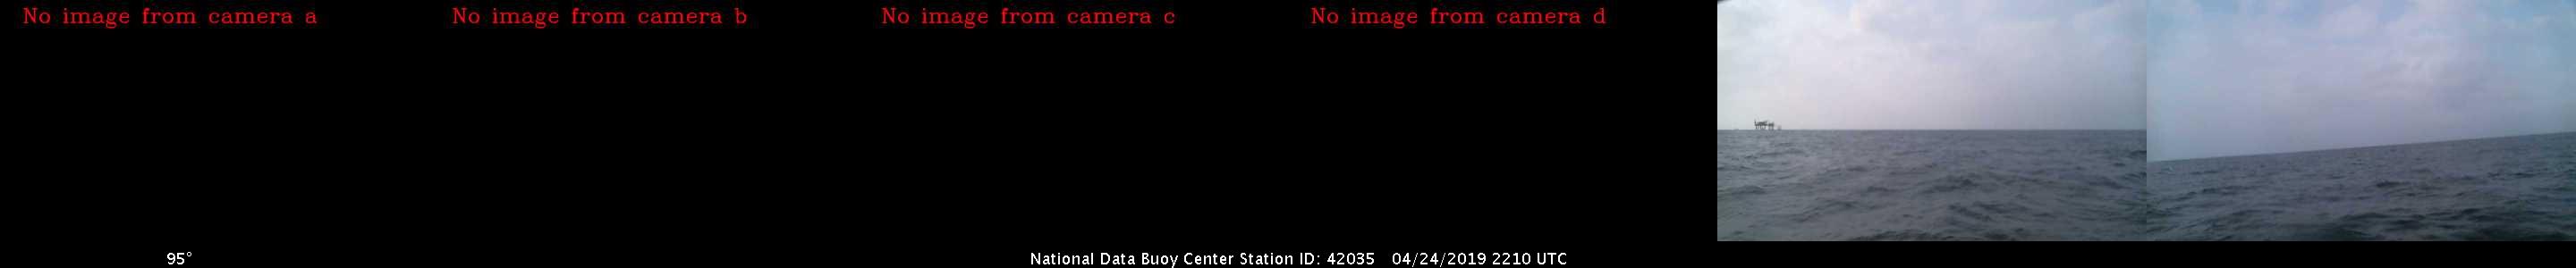 No image from camera a
No image from camera b
No image from camera c
No image from camera d
95°
National Data Buoy Center Station ID: 42035 04/24/2019 2210 UTC